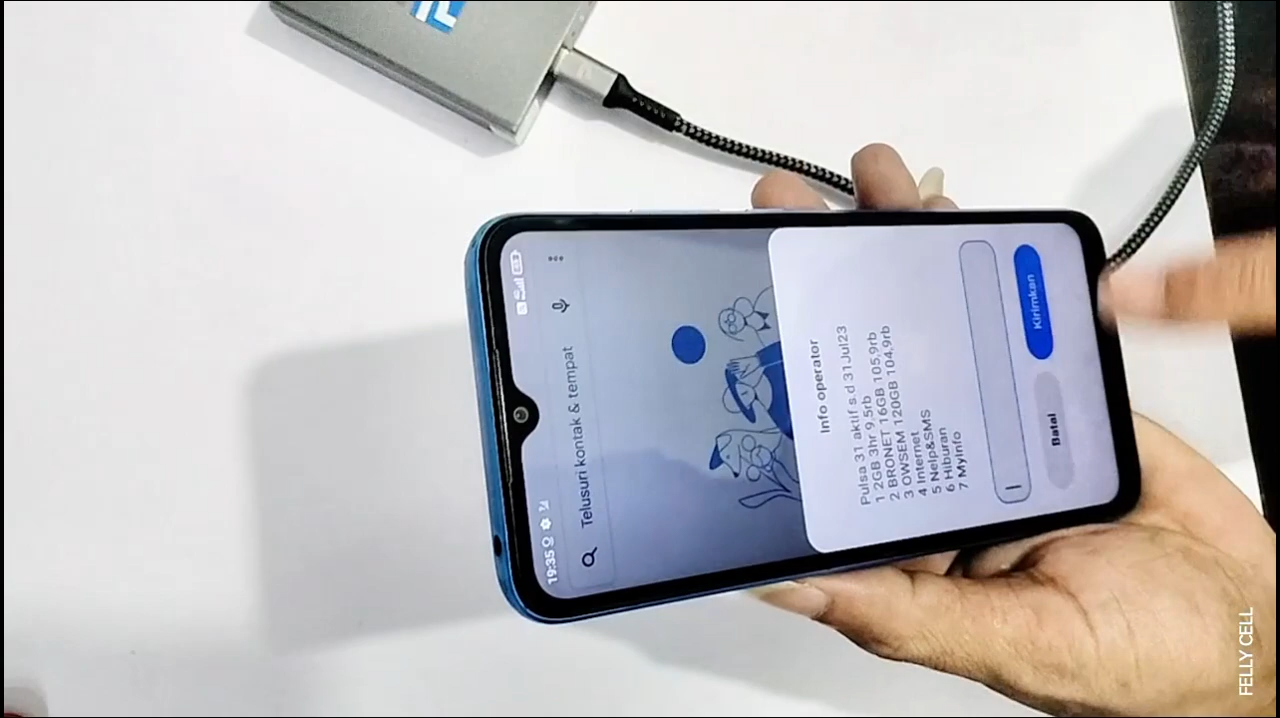 19:35
Telusuri kontak & tempat
Info operator
Pulsa 31 aktif s.d 31Jul23
1 2GB 3hr 9,5rb
2 BRONET 16GB 105,9rb
3 OWSEM 120GB 104,9rb
4 Internet
5 Nelp&SMS
6 Hiburan
7 MyInfo
Batal
Kirimkan
FELLY CELL